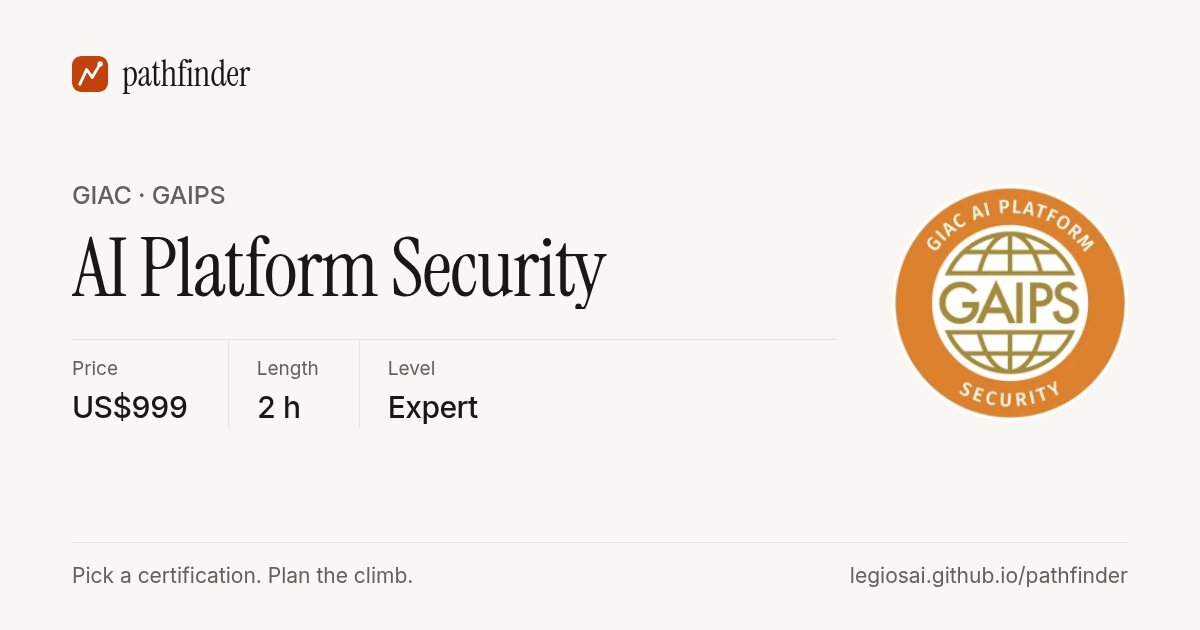 pathfinder
GIAC · GAIPS
AI Platform Security
Price
US$999
Length
2 h
Level
Expert
GIAC AI PLATFORM
GAIPS
SECURITY
Pick a certification. Plan the climb.
legiosai.github.io/pathfinder